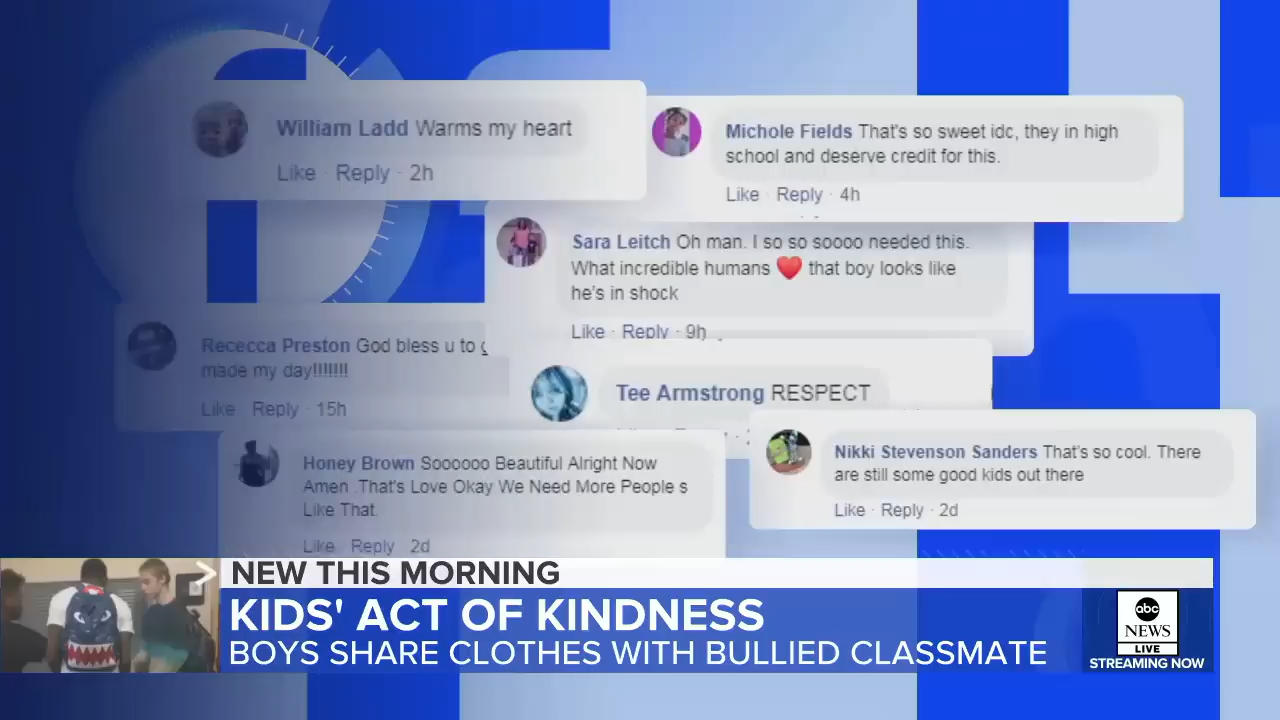 William Ladd Warms my heart
Like · Reply · 2h
Michole Fields That's so sweet idc, they in high
school and deserve credit for this.
Like · Reply · 4h
Sara Leitch Oh man. I so so soooo needed this.
What incredible humans ❤️ that boy looks like
he's in shock
Like · Reply · 9h
Rececca Preston God bless u to
made my day!!!!!!!
Like · Reply · 15h
Tee Armstrong RESPECT
Honey Brown Soooooo Beautiful Alright Now
Amen .That's Love Okay We Need More People s
Like That.
Like · Reply · 2d
Nikki Stevenson Sanders That's so cool. There
are still some good kids out there
Like · Reply · 2d
NEW THIS MORNING
KIDS' ACT OF KINDNESS
BOYS SHARE CLOTHES WITH BULLIED CLASSMATE
abc
NEWS
LIVE
STREAMING NOW